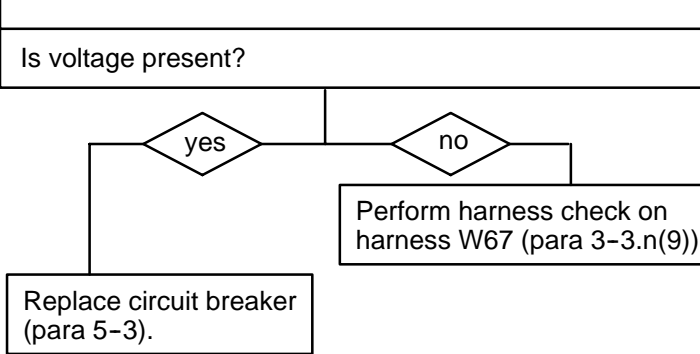 Is voltage present?
yes
no
Perform harness check on
harness W67 (para 3-3.n(9))
Replace circuit breaker
(para 5-3).